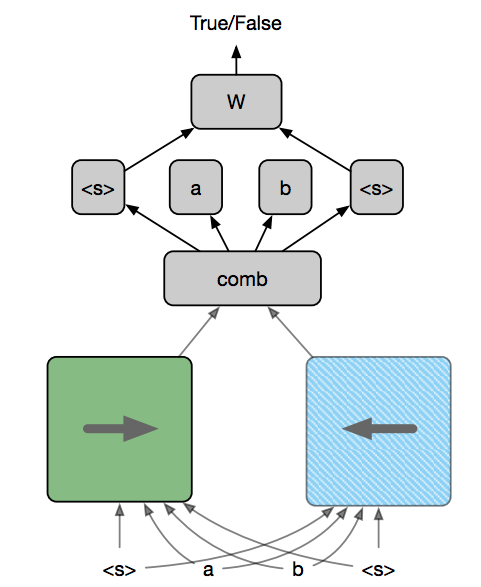 True/False
W
<s> a b <s>
comb
<s> a b <s>